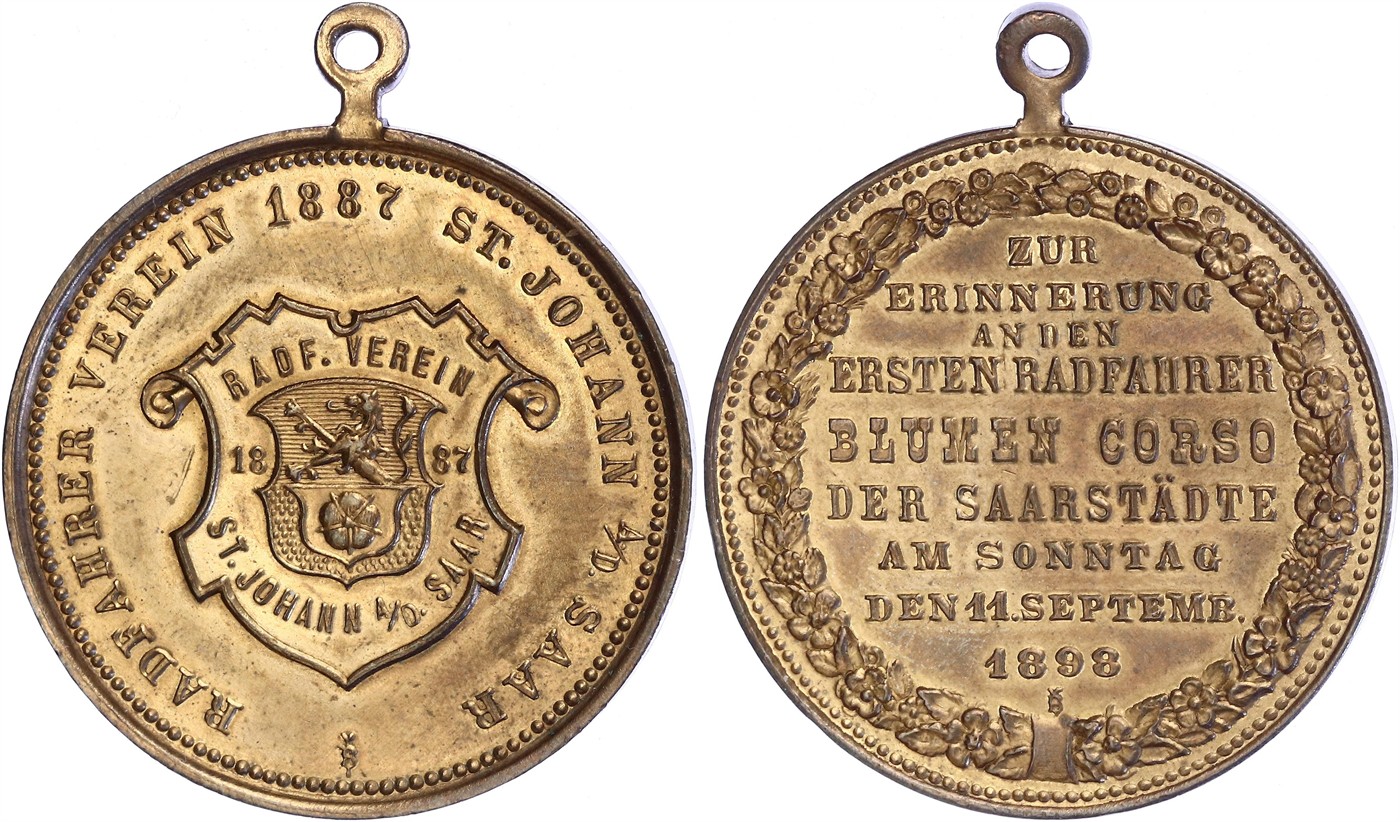 RADFAHRER VEREIN 1887 ST. JOHANN A/D. SAAR
RADF. VEREIN
18 87
ST. JOHANN A/D. SAAR
ZUR
ERINNERUNG
AN DEN
ERSTEN RADFAHRER
BLUMEN CORSO
DER SAARSTÄDTE
AM SONNTAG
DEN 11. SEPTEMB.
1898